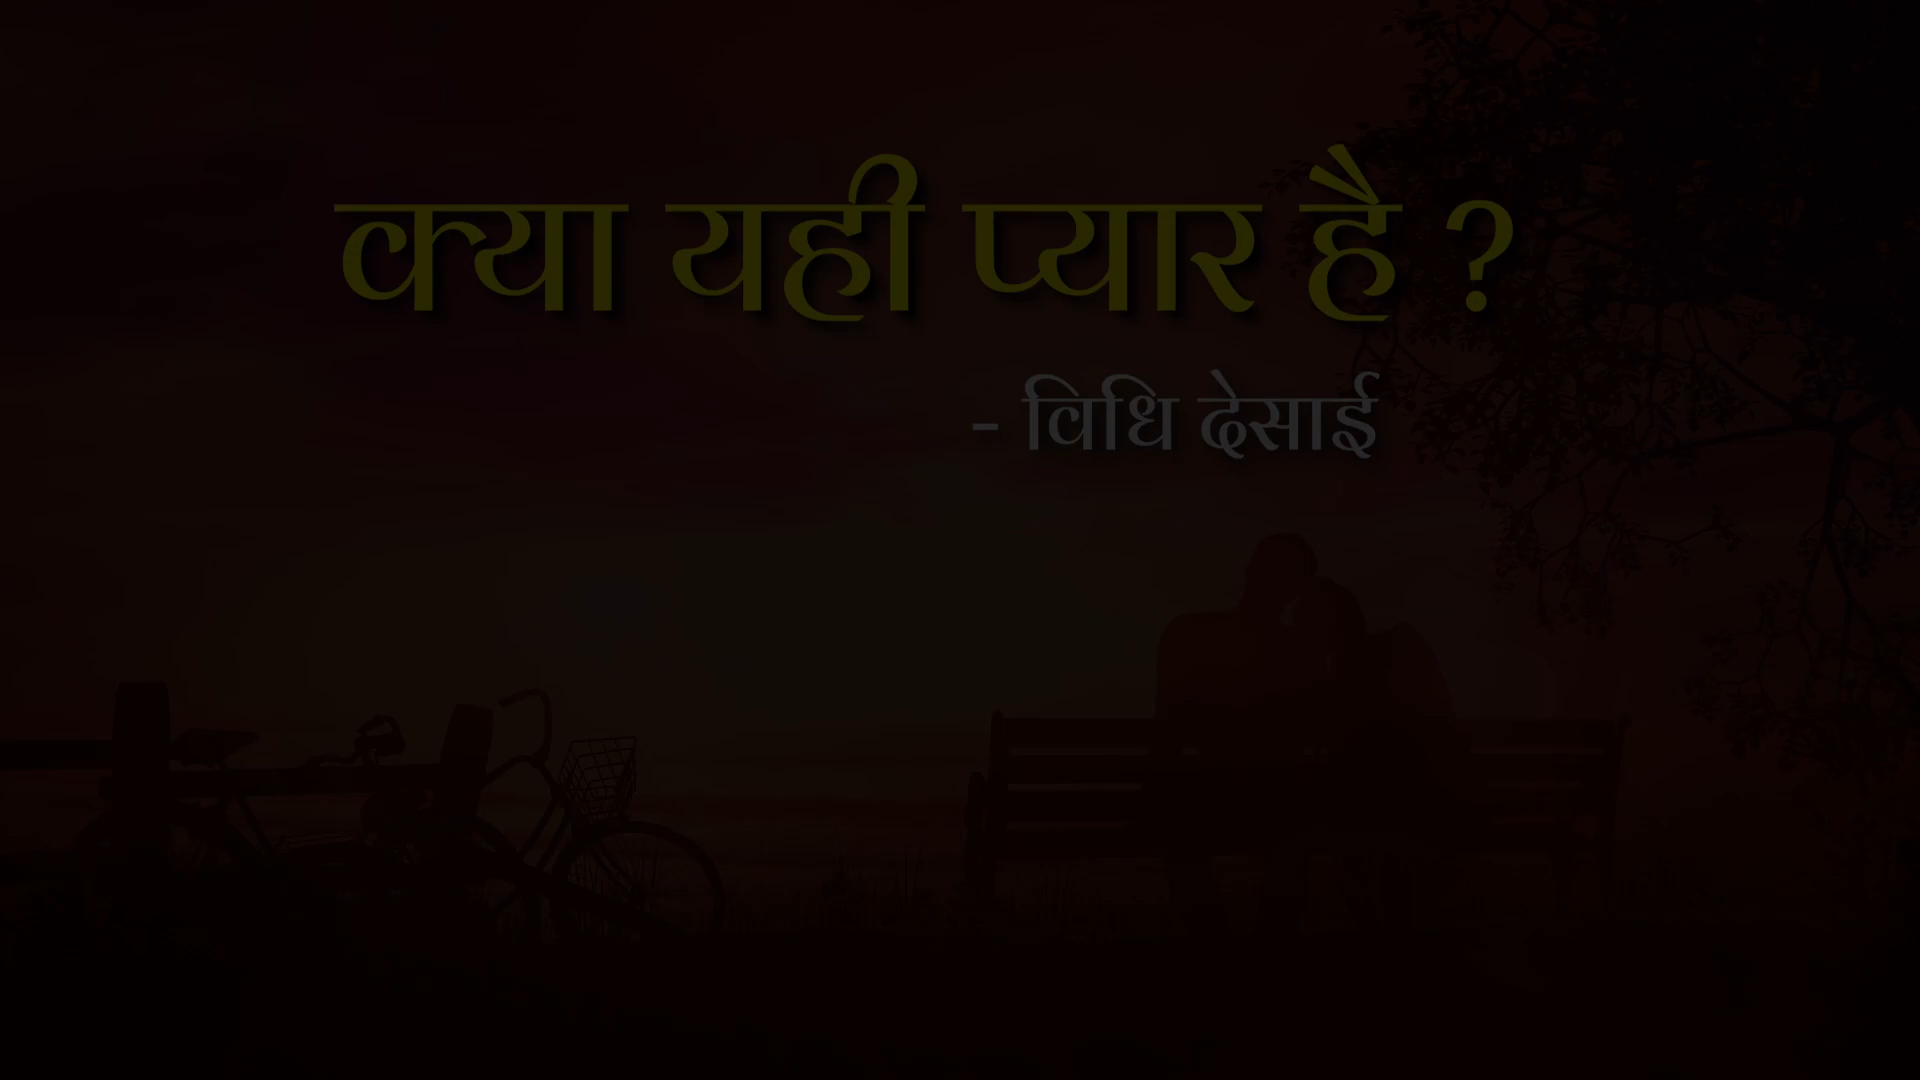 क्या यही प्यार है ?
- विधि देसाई